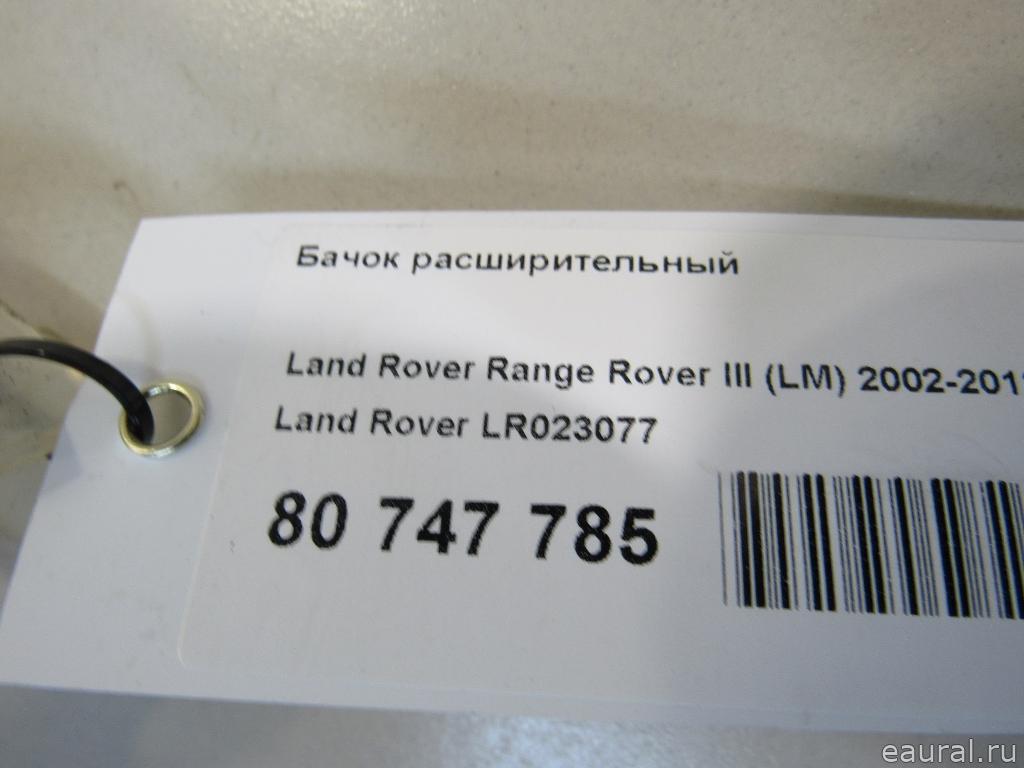 Бачок расширительный
Land Rover Range Rover III (LM) 2002-201
Land Rover LR023077
80 747 785
eaural.ru